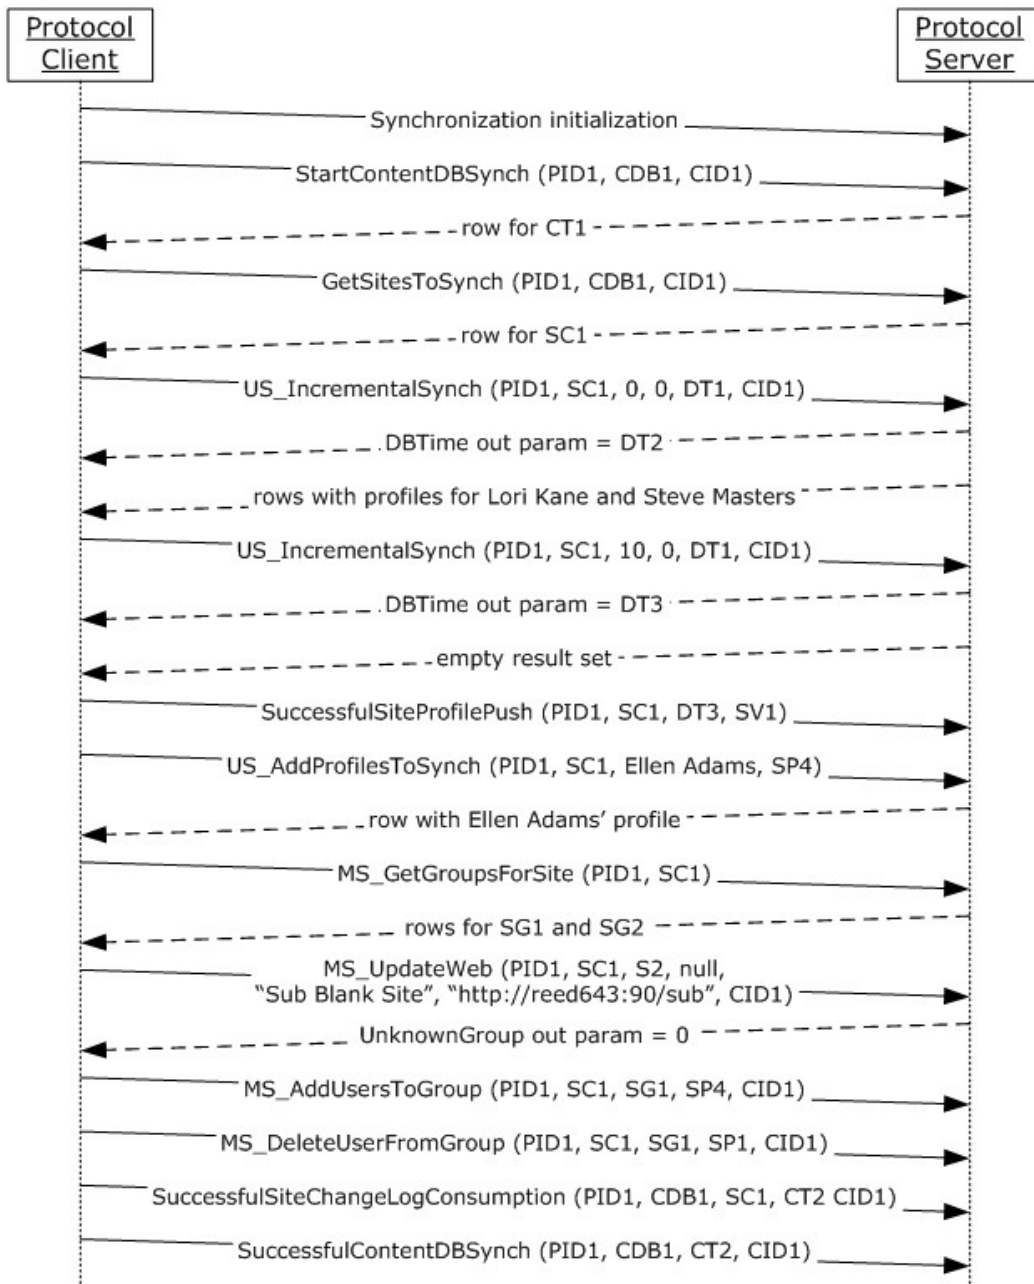 Protocol
Client
Protocol
Server
Synchronization initialization
StartContentDBSynch (PID1, CDB1, CID1)
row for CT1
GetSitesToSynch (PID1, CDB1, CID1)
row for SC1
US_IncrementalSynch (PID1, SC1, 0, 0, DT1, CID1)
DBTime out param = DT2
rows with profiles for Lori Kane and Steve Masters
US_IncrementalSynch (PID1, SC1, 10, 0, DT1, CID1)
DBTime out param = DT3
empty result set
SuccessfulSiteProfilePush (PID1, SC1, DT3, SV1)
US_AddProfilesToSynch (PID1, SC1, Ellen Adams, SP4)
row with Ellen Adams’ profile
MS_GetGroupsForSite (PID1, SC1)
rows for SG1 and SG2
MS_UpdateWeb (PID1, SC1, S2, null,
“Sub Blank Site”, “http://reed643:90/sub”, CID1)
UnknownGroup out param = 0
MS_AddUsersToGroup (PID1, SC1, SG1, SP4, CID1)
MS_DeleteUserFromGroup (PID1, SC1, SG1, SP1, CID1)
SuccessfulSiteChangeLogConsumption (PID1, CDB1, SC1, CT2 CID1)
SuccessfulContentDBSynch (PID1, CDB1, CT2, CID1)